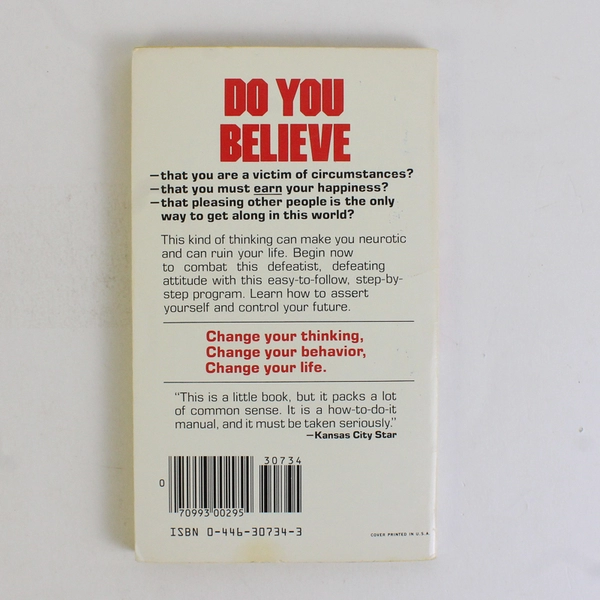 DO YOU
BELIEVE
—that you are a victim of circumstances?
—that you must earn your happiness?
—that pleasing other people is the only
way to get along in this world?
This kind of thinking can make you neurotic
and can ruin your life. Begin now
to combat this defeatist, defeating
attitude with this easy-to-follow, step-by-
step program. Learn how to assert
yourself and control your future.
Change your thinking,
Change your behavior,
Change your life.
"This is a little book, but it packs a lot
of common sense. It is a how-to-do-it
manual, and it must be taken seriously."
—Kansas City Star
30734
0
70993 00295
ISBN 0-446-30734-3
COVER PRINTED IN U.S.A.